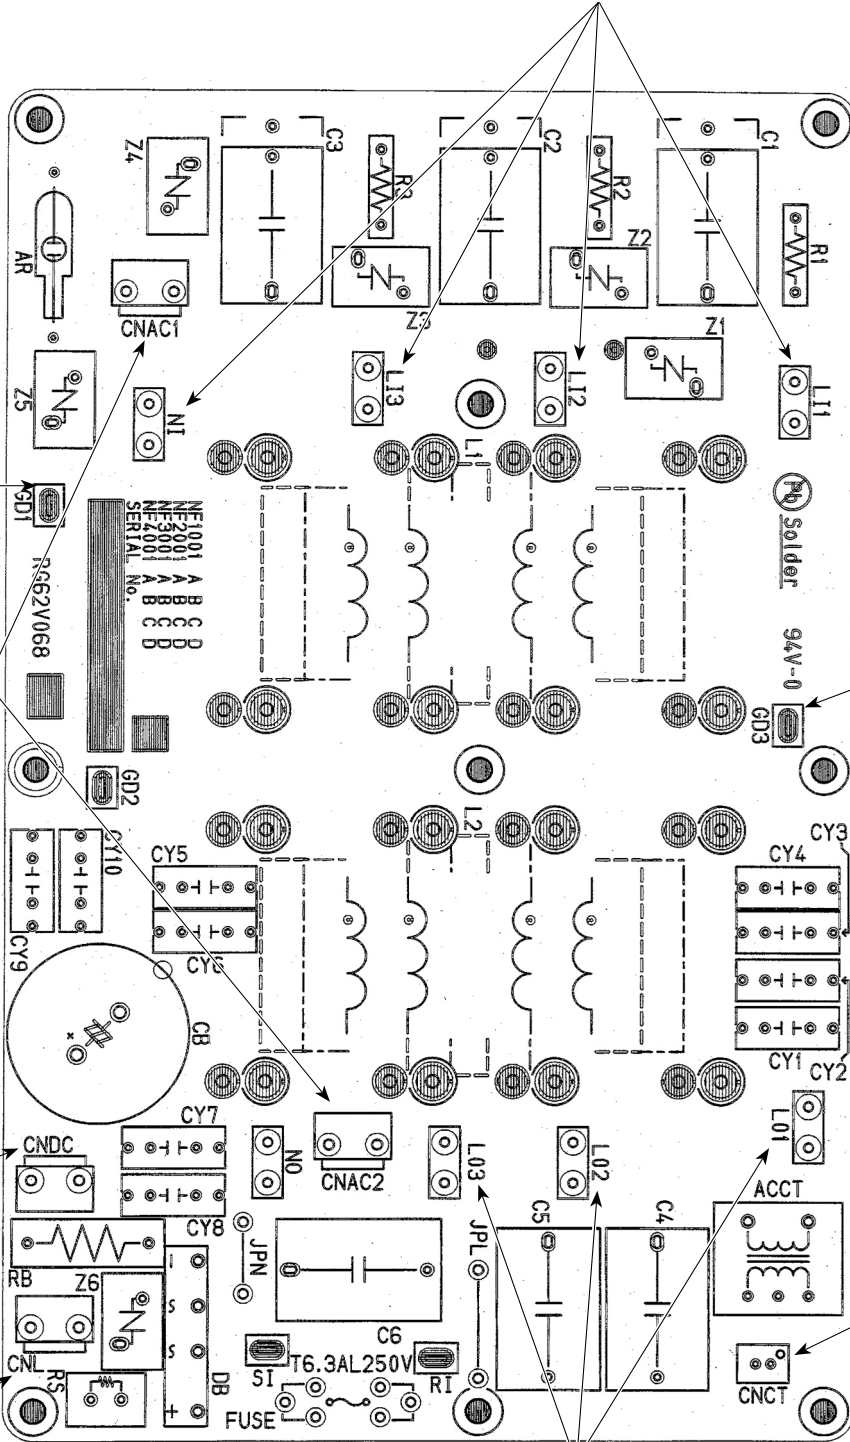 C3
C2
C1
Z4
R3
R2
R1
Z2
AR
CNAC1
Z3
Z1
Z5
NI
LI3
LI2
LI1
L1
GD1
NF1001 A B C D
NF2001 A B C D
NF3001 A B C D
NF4001 A B C D
SERIAL No.
RG62V068
Pb Solder
94V-0
GD3
GD2
L2
CY3
CY10
CY5
CY4
CY9
CY6
CB
CY1
CY2
LO1
CY7
CNDC
NO
CNAC2
LO3
LO2
ACCT
CY8
C5
C4
JPN
JPL
RB
Z6
S
S
C6
CNL
SI
T6.3AL250V
RI
RS
DB
+
FUSE
CNCT